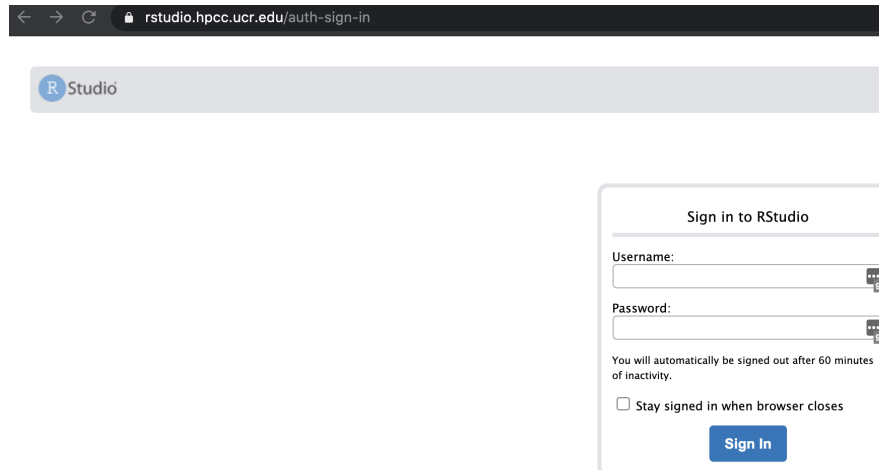 rstudio.hpcc.ucr.edu/auth-sign-in
R Studio
Sign in to RStudio
Username:
Password:
You will automatically be signed out after 60 minutes
of inactivity.
Stay signed in when browser closes
Sign In